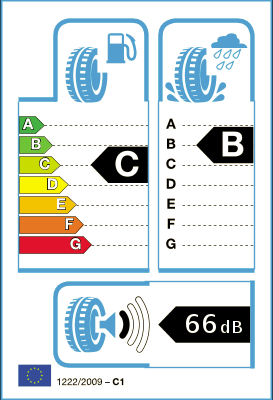 A A
B B
C C
D D
E E
F F
G G
C
B
66 dB
1222/2009 – C1